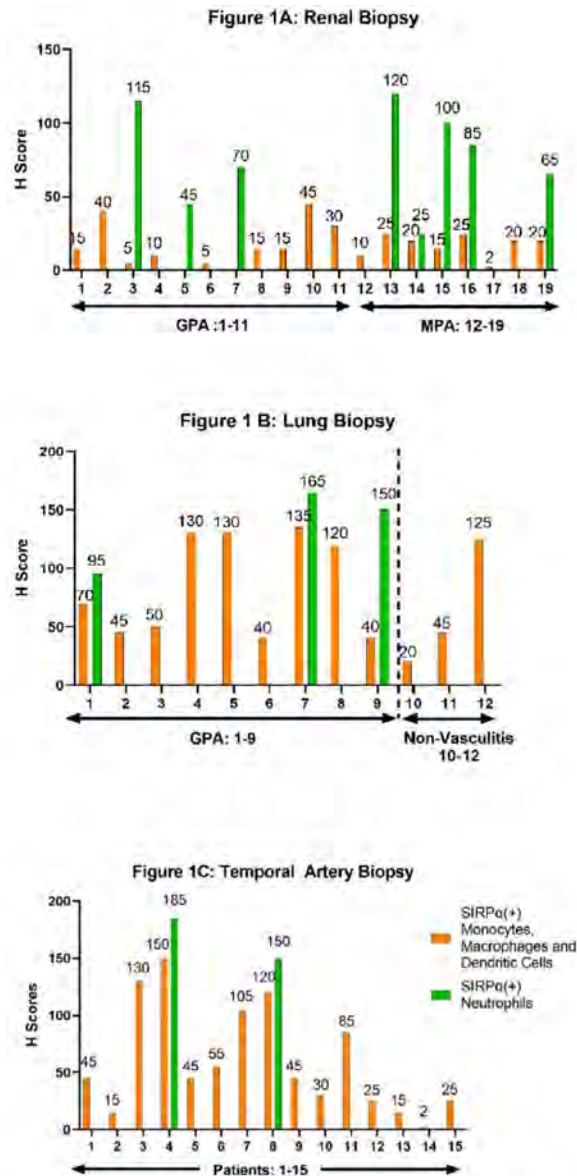 Figure 1A: Renal Biopsy
150
100
50
0
H Score
15 40 5 115 10 45 5 70 15 15 45 30 10 25 120 20 25 15 100 25 85 2 20 20 65
1 2 3 4 5 6 7 8 9 10 11 12 13 14 15 16 17 18 19
GPA :1-11 MPA: 12-19
Figure 1 B: Lung Biopsy
200
150
100
50
0
H Score
70 95 45 50 130 130 40 135 165 120 40 150 20 45 125
1 2 3 4 5 6 7 8 9 10 11 12
GPA: 1-9 Non-Vasculitis
10-12
Figure 1C: Temporal Artery Biopsy
200
150
100
50
0
H Scores
45 15 130 150 185 45 55 105 120 150 45 30 85 25 15 2 25
1 2 3 4 5 6 7 8 9 10 11 12 13 14 15
Patients: 1-15
SIRPα(+)
Monocytes,
Macrophages and
Dendritic Cells
SIRPα(+)
Neutrophils